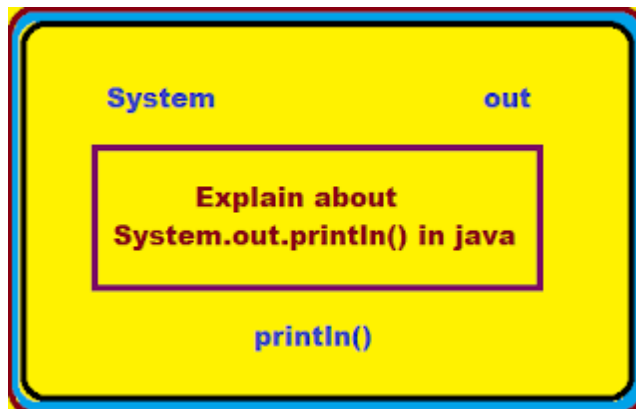 System out
Explain about
System.out.println() in java
println()